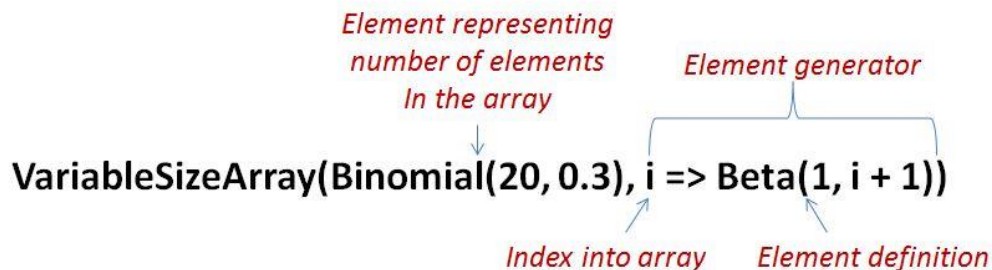 Element representing
number of elements
In the array
Element generator
VariableSizeArray(Binomial(20, 0.3), i => Beta(1, i + 1))
Index into array
Element definition